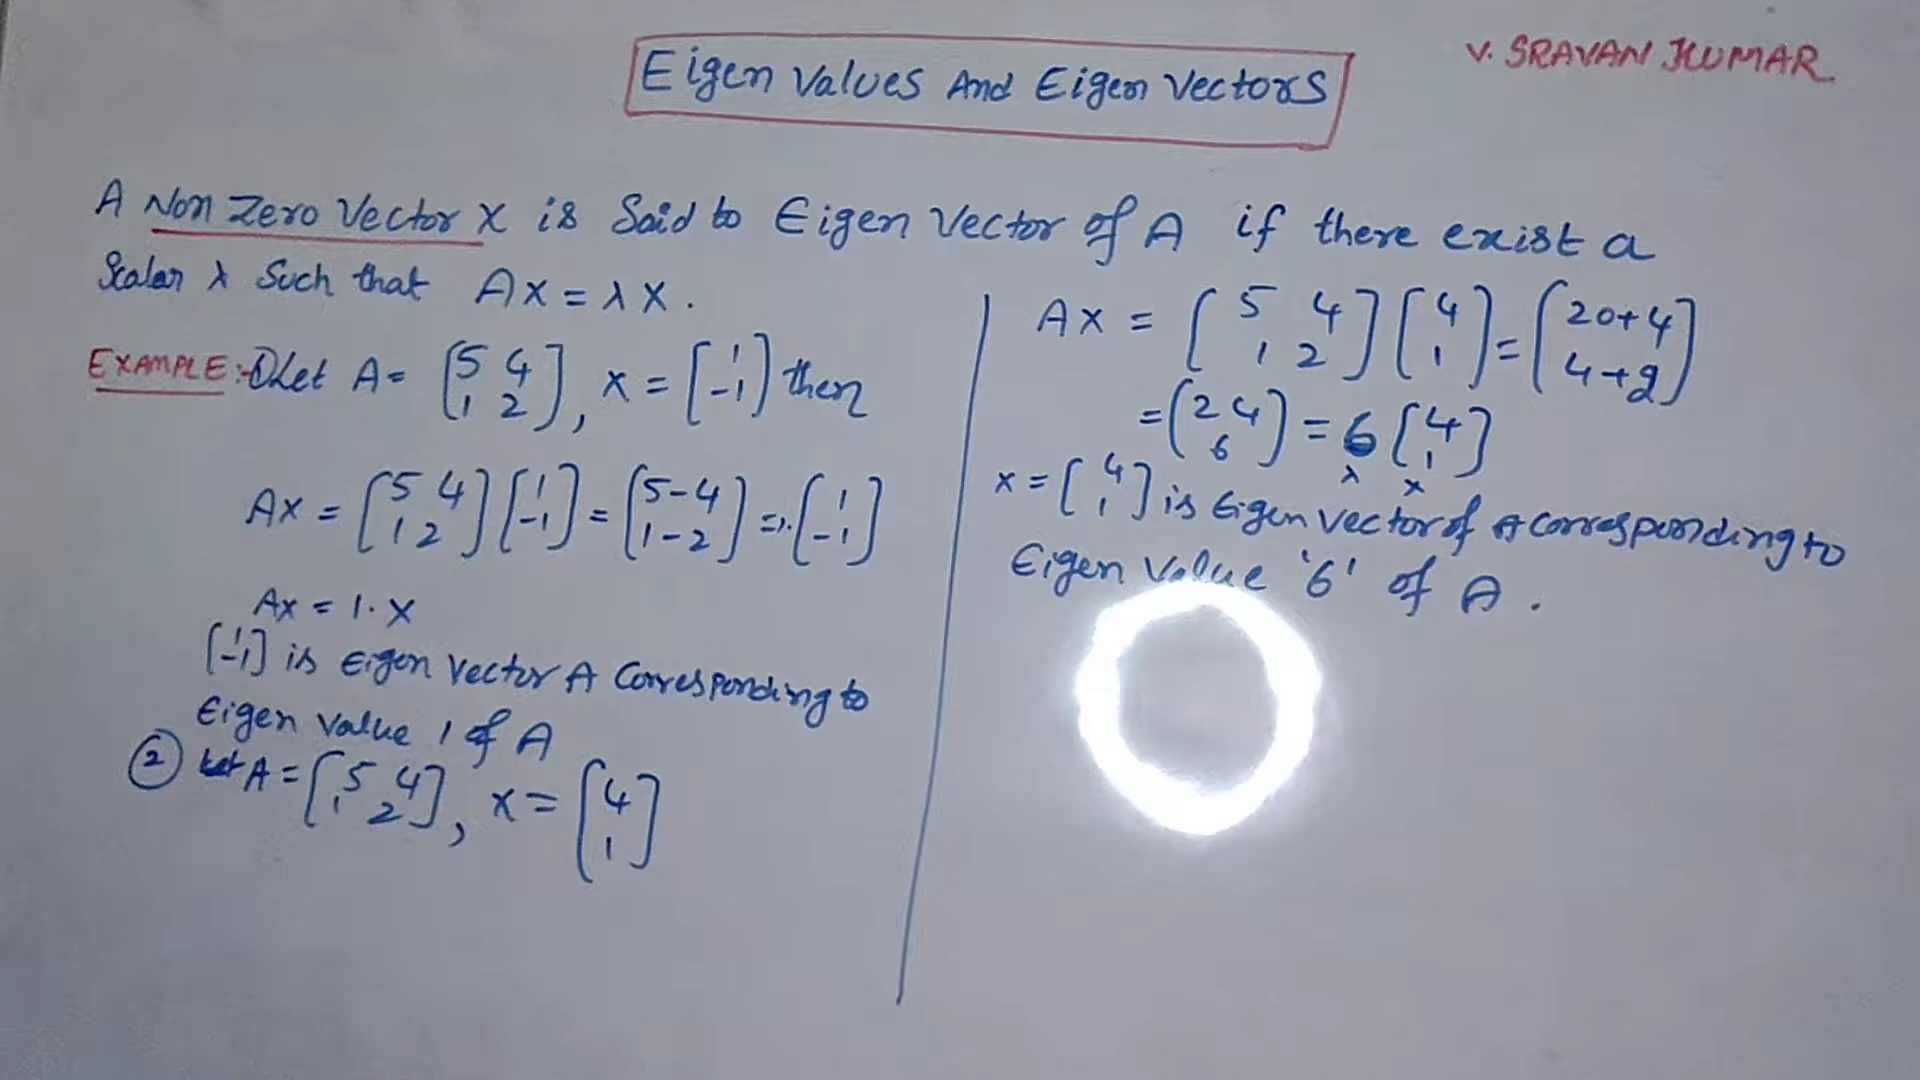 Eigen Values And Eigen Vectors
V. SRAVAN KUMAR
A Non Zero Vector X is Said to Eigen Vector of A if there exist a
Scalar λ Such that AX = λX.
EXAMPLE:- ① Let A = [5 4; 1 2], x = [1; -1] then
Ax = [5 4; 1 2] [1; -1] = [5-4; 1-2] = 1. [1; -1]
Ax = 1. X
[1; -1] is Eigen Vector A Corresponding to
Eigen Value 1 of A
② Let A = [5 4; 1 2], x = [4; 1]
AX = [5 4; 1 2] [4; 1] = [20+4; 4+2]
= [24; 6] = 6 [4; 1]
λ x
x = [4; 1] is Eigen Vector of A Corresponding to
Eigen Value '6' of A.